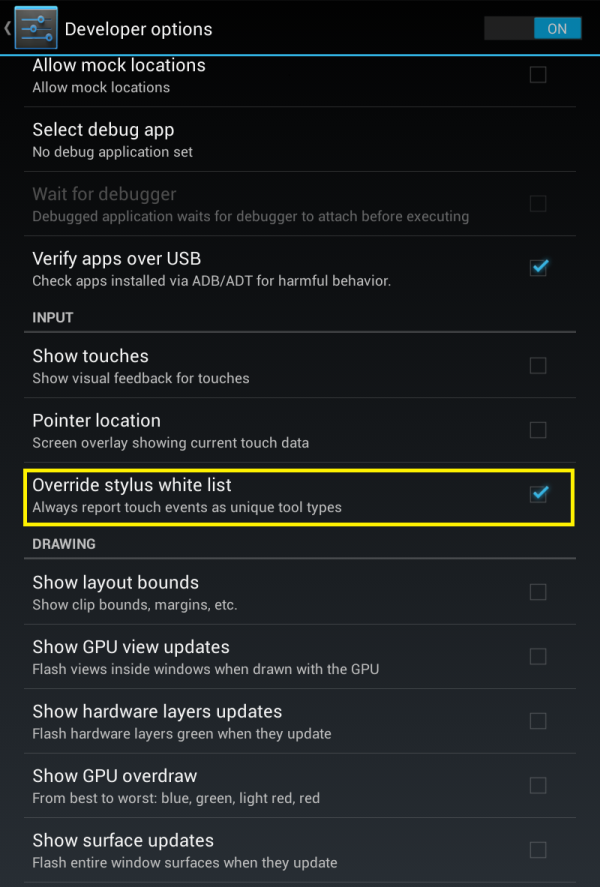 Developer options
ON
Allow mock locations
Allow mock locations
Select debug app
No debug application set
Wait for debugger
Debugged application waits for debugger to attach before executing
Verify apps over USB
Check apps installed via ADB/ADT for harmful behavior.
INPUT
Show touches
Show visual feedback for touches
Pointer location
Screen overlay showing current touch data
Override stylus white list
Always report touch events as unique tool types
DRAWING
Show layout bounds
Show clip bounds, margins, etc.
Show GPU view updates
Flash views inside windows when drawn with the GPU
Show hardware layers updates
Flash hardware layers green when they update
Show GPU overdraw
From best to worst: blue, green, light red, red
Show surface updates
Flash entire window surfaces when they update